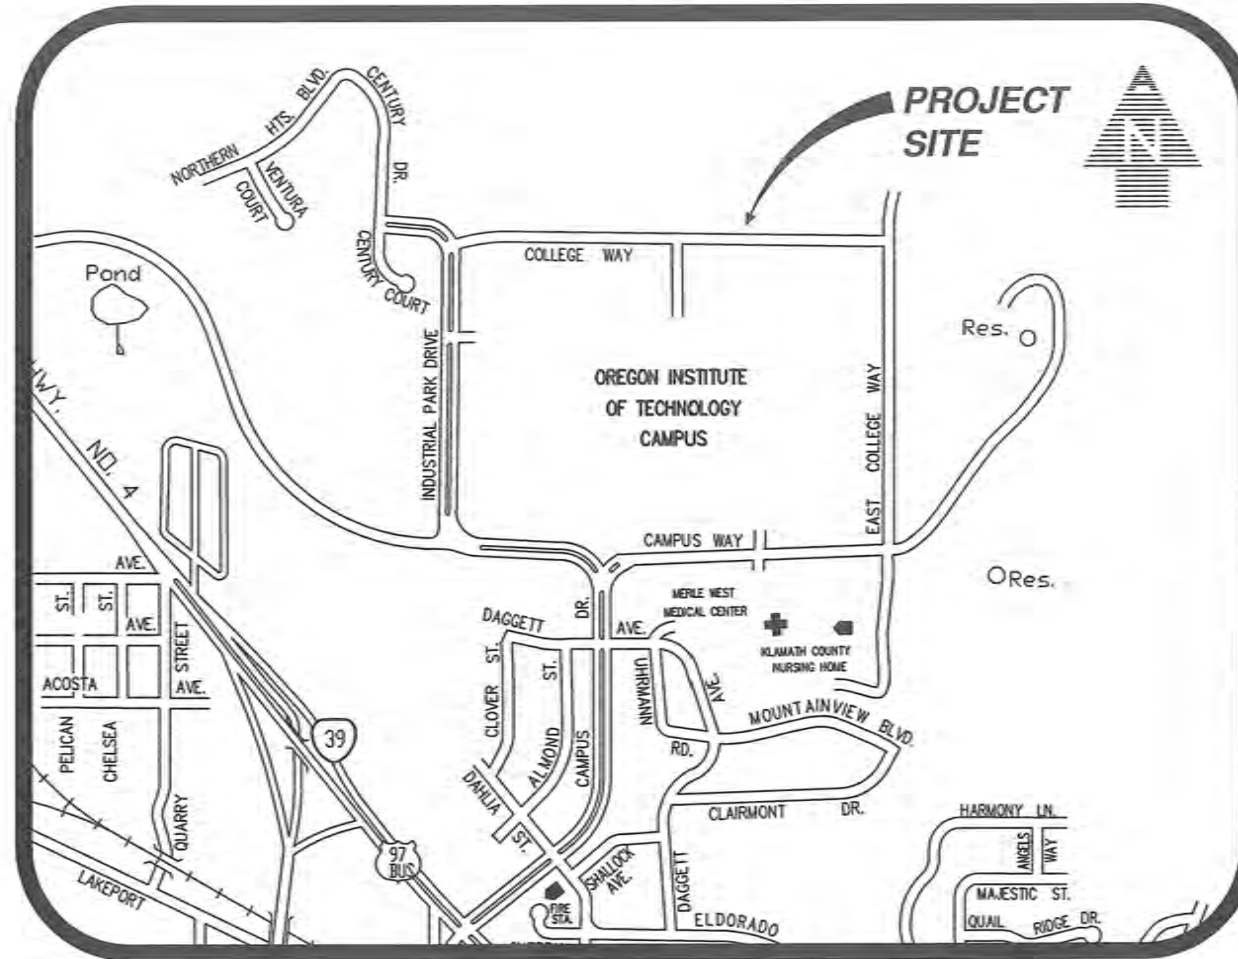 PROJECT
SITE
N
NORTHERN HTS. BLVD.
CENTURY DR.
VENTURA
COURT
CENTURY COURT
COLLEGE WAY
Pond
Res.
INDUSTRIAL PARK DRIVE
OREGON INSTITUTE
OF TECHNOLOGY
CAMPUS
EAST COLLEGE WAY
HWY. NO. 4
CAMPUS WAY
Res.
AVE.
ST.
ST.
AVE.
STREET
ACOSTA AVE.
PELICAN
CHELSEA
QUARRY
MERLE WEST
MEDICAL CENTER
KLAMATH COUNTY
NURSING HOME
DAGGETT AVE.
DR.
CLOVER ST.
ALMOND ST.
CAMPUS
UHRMANN
RD.
AVE.
MOUNTAINVIEW BLVD.
39
DAHLIA ST.
CLAIRMONT DR.
97
BUS
SHALLOCK
AVE.
DAGGETT
FIRE
STA.
ELDORADO
LAKEPORT
HARMONY LN.
ANGELS
WAY
MAJESTIC ST.
QUAIL RIDGE DR.